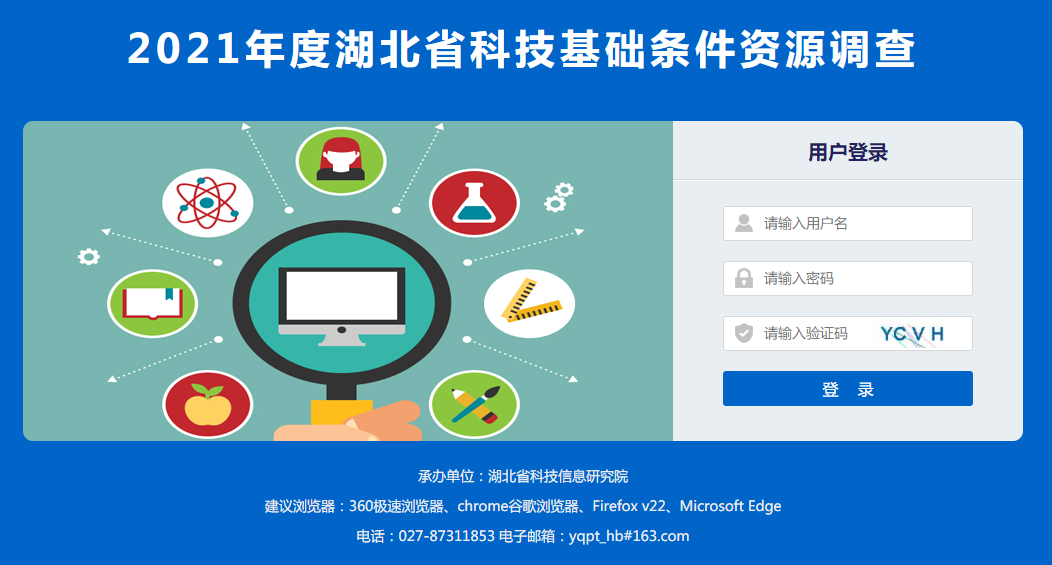 2021年度湖北省科技基础条件资源调查
用户登录
请输入用户名
请输入密码
请输入验证码 YCVH
登 录
承办单位：湖北省科技信息研究院
建议浏览器：360极速浏览器、chrome谷歌浏览器、Firefox v22、Microsoft Edge
电话：027-87311853 电子邮箱：yqpt_hb#163.com